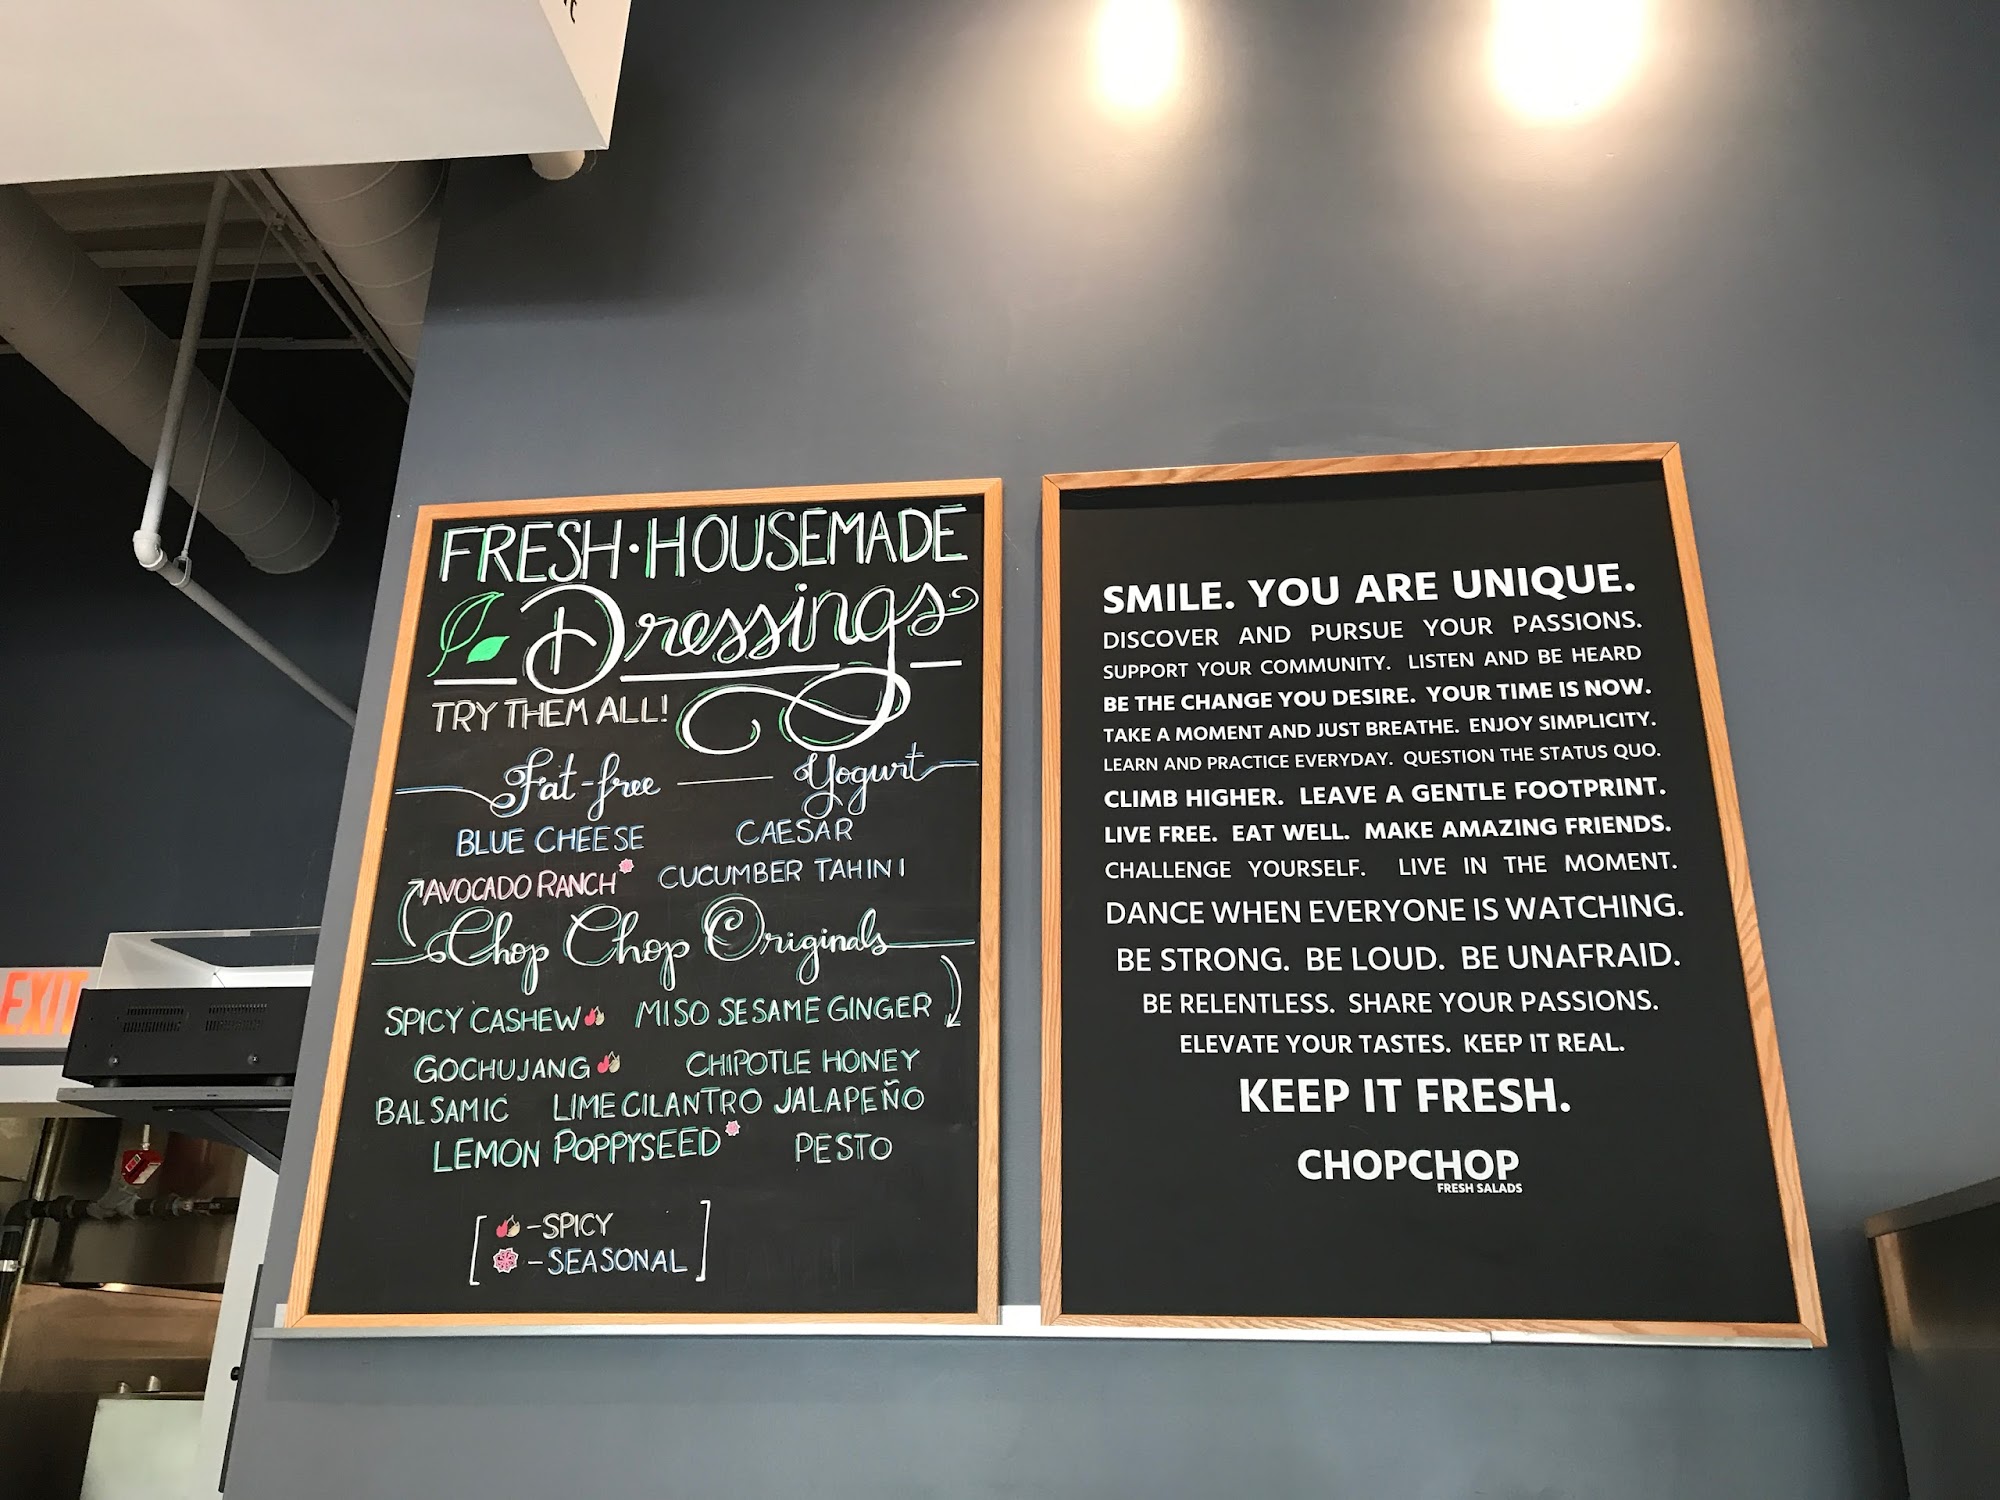 EXIT
FRESH·HOUSEMADE
Dressings
TRY THEM ALL!
Fat-free Yogurt
BLUE CHEESE CAESAR
AVOCADO RANCH CUCUMBER TAHINI
Chop Chop Originals
SPICY CASHEW MISO SESAME GINGER
GOCHUJANG CHIPOTLE HONEY
BALSAMIC LIME CILANTRO JALAPEÑO
LEMON POPPYSEED PESTO
[ -SPICY
-SEASONAL ]
SMILE. YOU ARE UNIQUE.
DISCOVER AND PURSUE YOUR PASSIONS.
SUPPORT YOUR COMMUNITY. LISTEN AND BE HEARD
BE THE CHANGE YOU DESIRE. YOUR TIME IS NOW.
TAKE A MOMENT AND JUST BREATHE. ENJOY SIMPLICITY.
LEARN AND PRACTICE EVERYDAY. QUESTION THE STATUS QUO.
CLIMB HIGHER. LEAVE A GENTLE FOOTPRINT.
LIVE FREE. EAT WELL. MAKE AMAZING FRIENDS.
CHALLENGE YOURSELF. LIVE IN THE MOMENT.
DANCE WHEN EVERYONE IS WATCHING.
BE STRONG. BE LOUD. BE UNAFRAID.
BE RELENTLESS. SHARE YOUR PASSIONS.
ELEVATE YOUR TASTES. KEEP IT REAL.
KEEP IT FRESH.
CHOPCHOP
FRESH SALADS